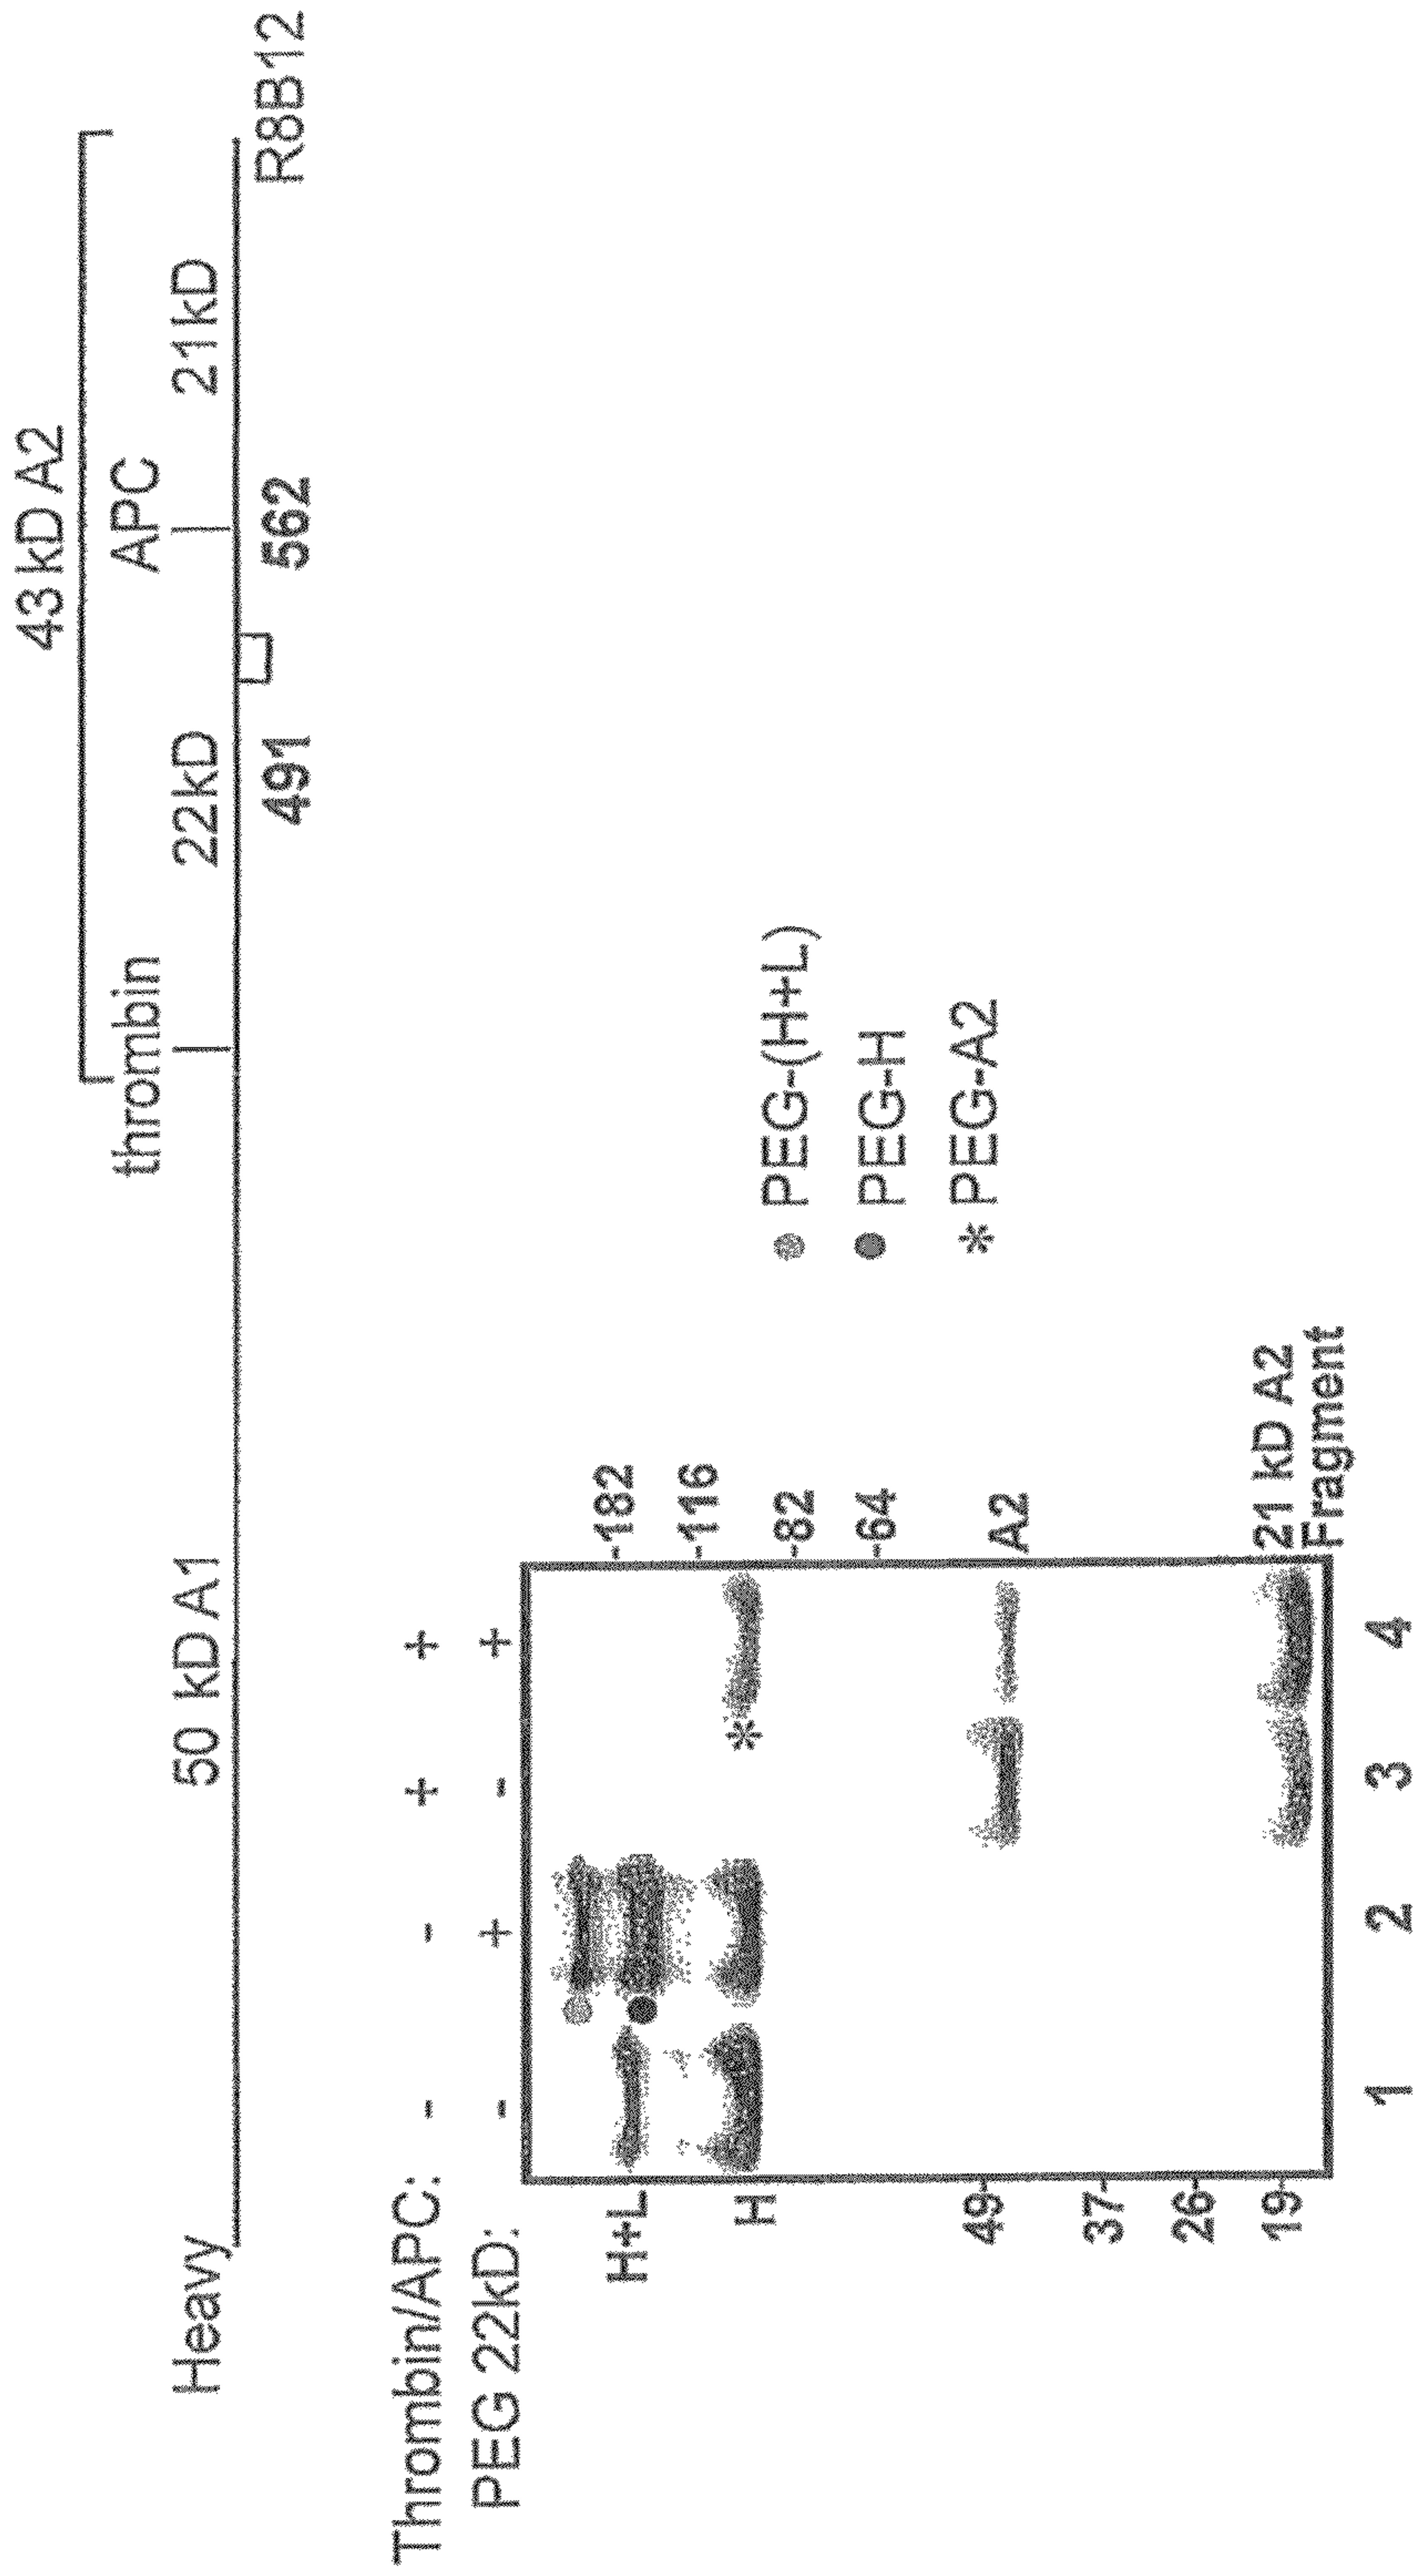 43 kD A2
thrombin APC
Heavy 50 kD A1 22kD 21kD
491 562 R8B12
Thrombin/APC: - - + +
PEG 22kD: - + - +
H+L
H
49-
37-
26-
19-
-182
-116
-82
-64
A2
21 kD A2
Fragment
*
1 2 3 4
PEG-(H+L)
PEG-H
* PEG-A2